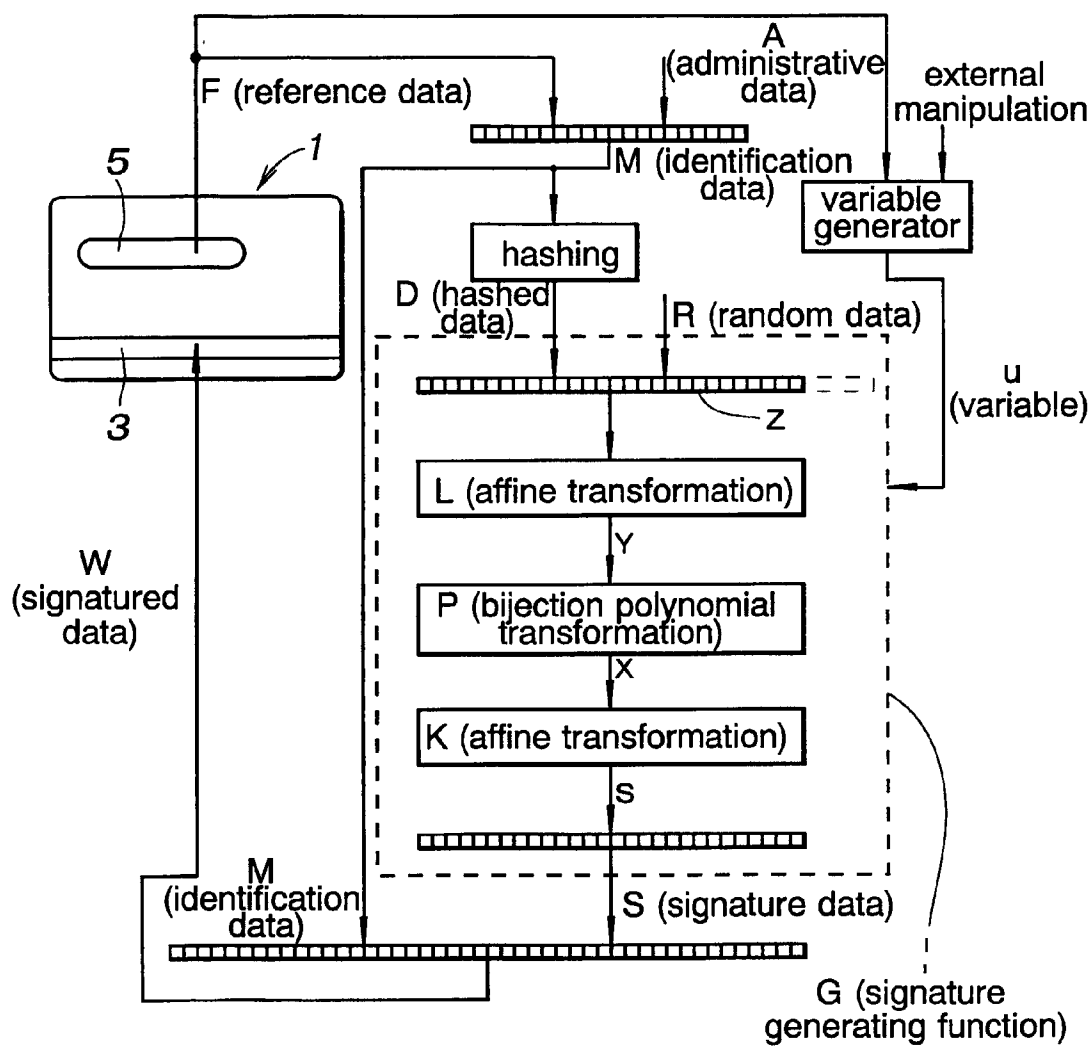 A
(administrative
data)
F (reference data)
external
manipulation
1
5
M (identification
data)
variable
generator
hashing
D (hashed
data)
R (random data)
u
(variable)
3
Z
L (affine transformation)
Y
W
(signatured
data)
P (bijection polynomial
transformation)
X
K (affine transformation)
S
M
(identification
data)
S (signature data)
G (signature
generating function)